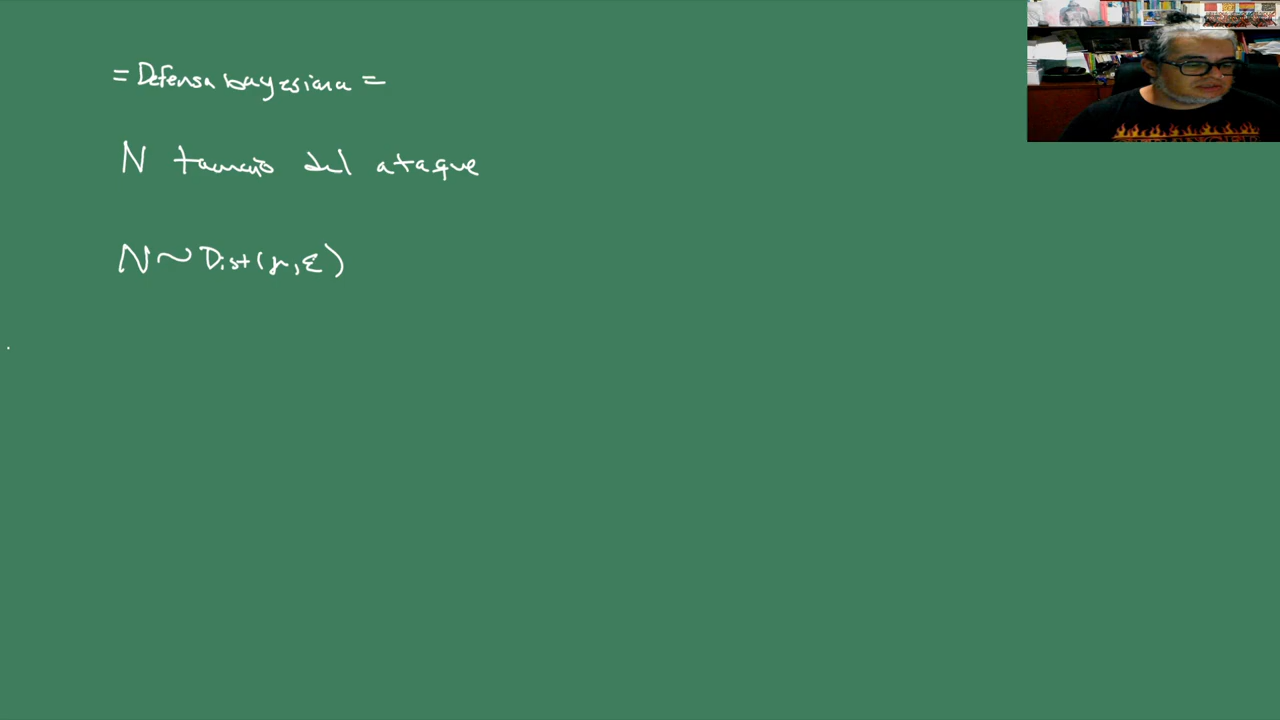 = Defensa bayesiana =
N tamaño del ataque
N ~ Dist(μ, Σ)